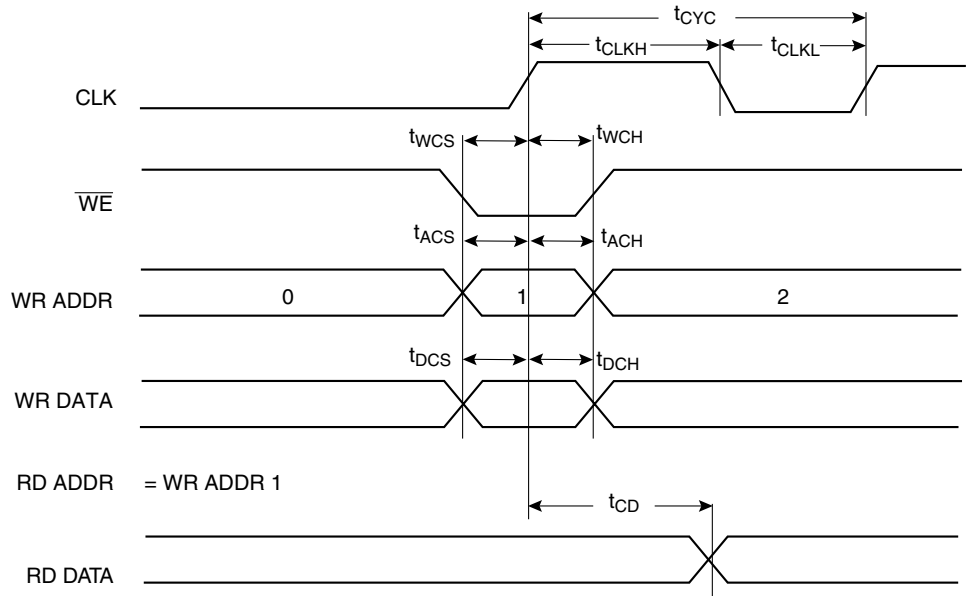 tCYC
tCLKH tCLKL
CLK
tWCS tWCH
WE
tACS tACH
WR ADDR 0 1 2
tDCS tDCH
WR DATA
RD ADDR = WR ADDR 1
tCD
RD DATA